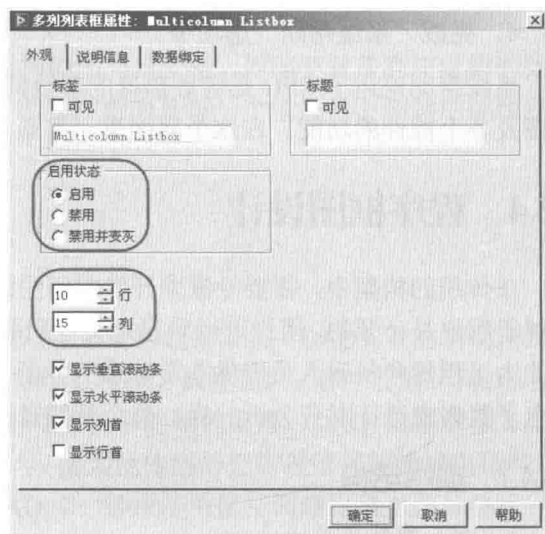 多列列表框属性: Multicolumn Listbox
外观 说明信息 数据绑定
标签
可见
Multicolumn Listbox
标题
可见
启用状态
启用
禁用
禁用并变灰
10 行
15 列
显示垂直滚动条
显示水平滚动条
显示列首
显示行首
确定 取消 帮助